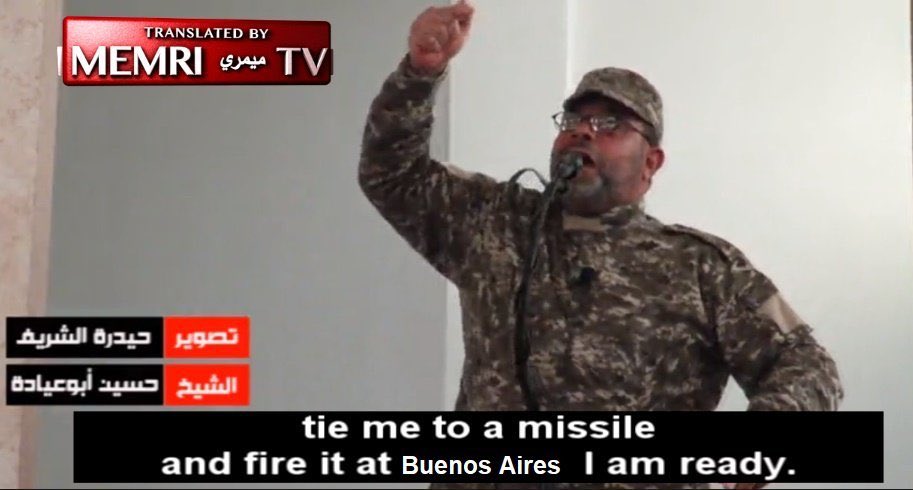 TRANSLATED BY
MEMRI ميمري TV
تصوير حيدرة الشريف
الشيخ حسين أبوعيادة
tie me to a missile
and fire it at Buenos Aires I am ready.